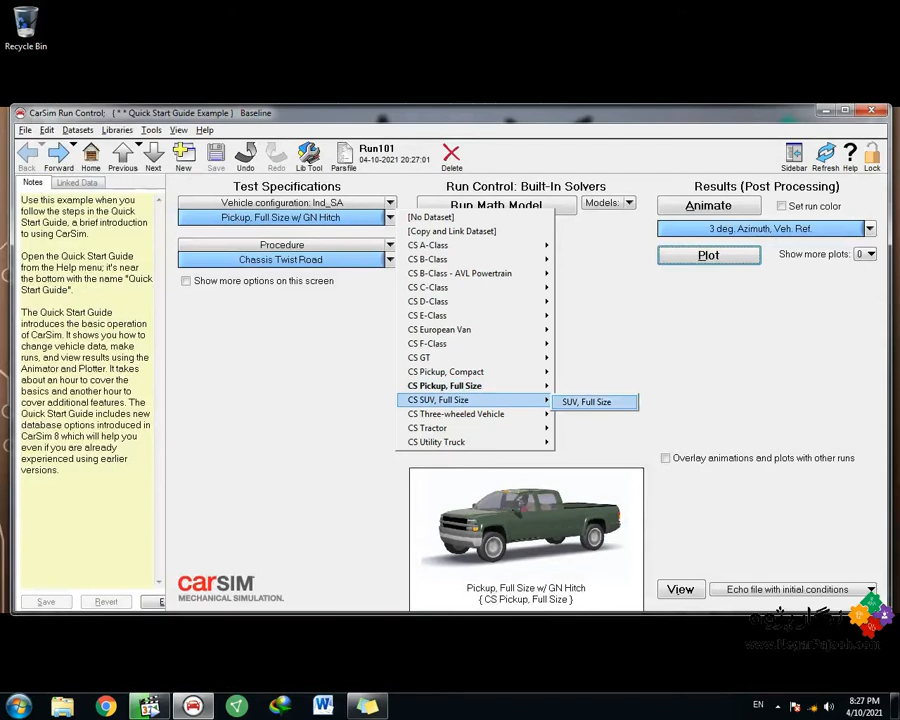 Recycle Bin
CarSim Run Control; { * * Quick Start Guide Example } Baseline
File Edit Datasets Libraries Tools View Help
Back Forward Home Previous Next New Save Undo Redo Lib Tool Parsfile
Run101
04-10-2021 20:27:01
Delete
Sidebar Refresh Help Lock
Notes Linked Data
Use this example when you
follow the steps in the Quick
Start Guide, a brief introduction
to using CarSim.
Open the Quick Start Guide
from the Help menu; it's near
the bottom with the name "Quick
Start Guide".
The Quick Start Guide
introduces the basic operation
of CarSim. It shows you how to
change vehicle data, make
runs, and view results using the
Animator and Plotter. It takes
about an hour to cover the
basics and another hour to
cover additional features. The
Quick Start Guide includes new
database options introduced in
CarSim 8 which will help you
even if you are already
experienced using earlier
versions.
Save Revert E
Test Specifications
Vehicle configuration: Ind_SA
Pickup, Full Size w/ GN Hitch
Procedure
Chassis Twist Road
Show more options on this screen
Run Control: Built-In Solvers
Run Math Model
Models:
[No Dataset]
[Copy and Link Dataset]
CS A-Class
CS B-Class
CS B-Class - AVL Powertrain
CS C-Class
CS D-Class
CS E-Class
CS European Van
CS F-Class
CS GT
CS Pickup, Compact
CS Pickup, Full Size
CS SUV, Full Size
CS Three-wheeled Vehicle
CS Tractor
CS Utility Truck
SUV, Full Size
Results (Post Processing)
Animate Set run color
3 deg. Azimuth, Veh. Ref.
Plot Show more plots: 0
Overlay animations and plots with other runs
carSIM
MECHANICAL SIMULATION.
Pickup, Full Size w/ GN Hitch
{ CS Pickup, Full Size }
View Echo file with initial conditions
نگار پژوه
www.NegarPajooh.com
EN
8:27 PM
4/10/2021